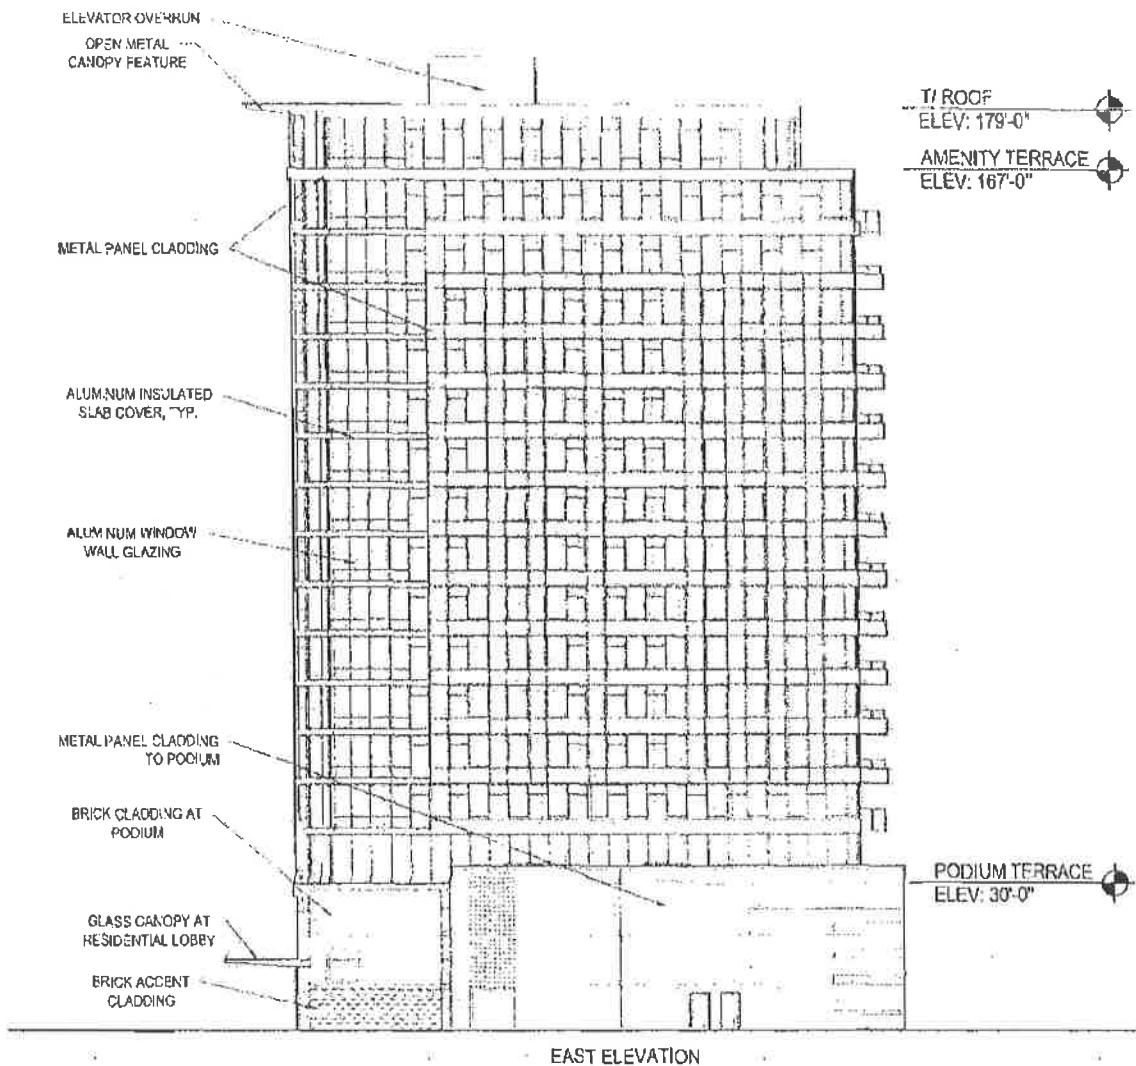 ELEVATOR OVERRUN
OPEN METAL
CANOPY FEATURE
T/ ROOF
ELEV: 179'-0"
AMENITY TERRACE
ELEV: 167'-0"
METAL PANEL CLADDING
ALUMINUM INSULATED
SLAB COVER, TYP.
ALUMINUM WINDOW
WALL GLAZING
METAL PANEL CLADDING
TO PODIUM
BRICK CLADDING AT
PODIUM
PODIUM TERRACE
ELEV: 30'-0"
GLASS CANOPY AT
RESIDENTIAL LOBBY
BRICK ACCENT
CLADDING
EAST ELEVATION